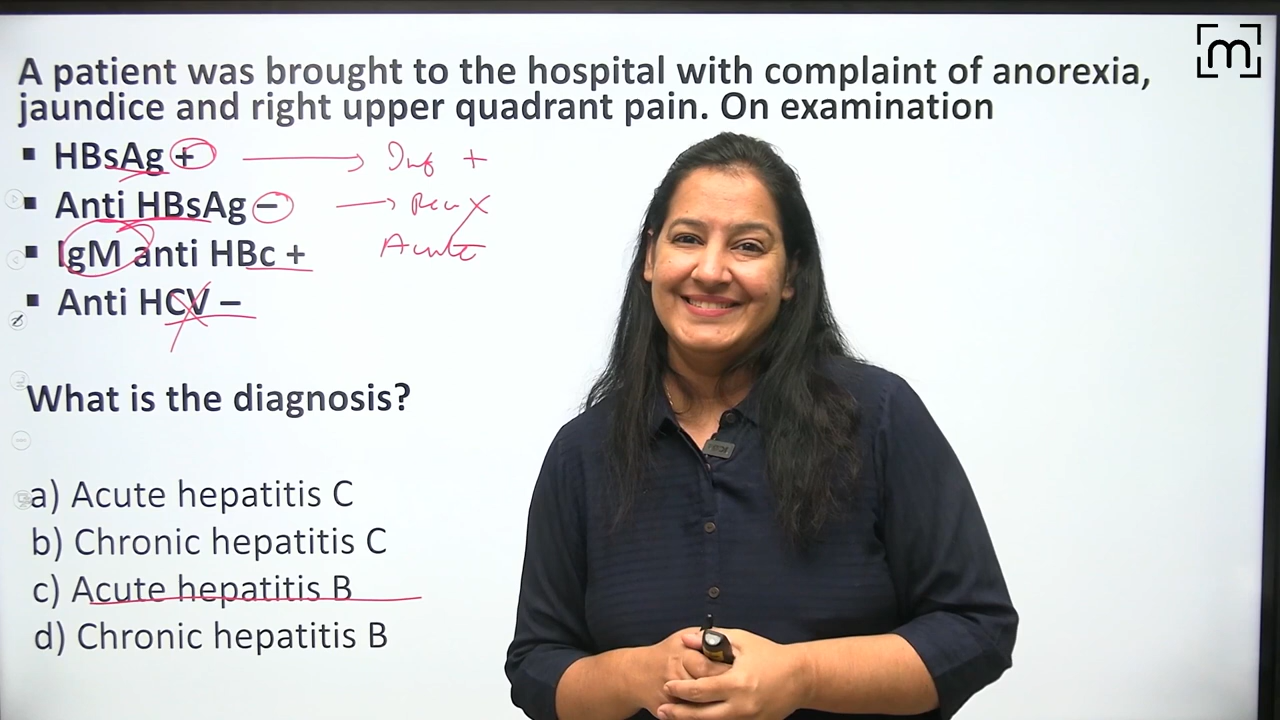 A patient was brought to the hospital with complaint of anorexia,
jaundice and right upper quadrant pain. On examination
HBsAg + Inf +
Anti HBsAg –
IgM anti HBc + Acute
Anti HCV –
What is the diagnosis?
a) Acute hepatitis C
b) Chronic hepatitis C
c) Acute hepatitis B
d) Chronic hepatitis B
m